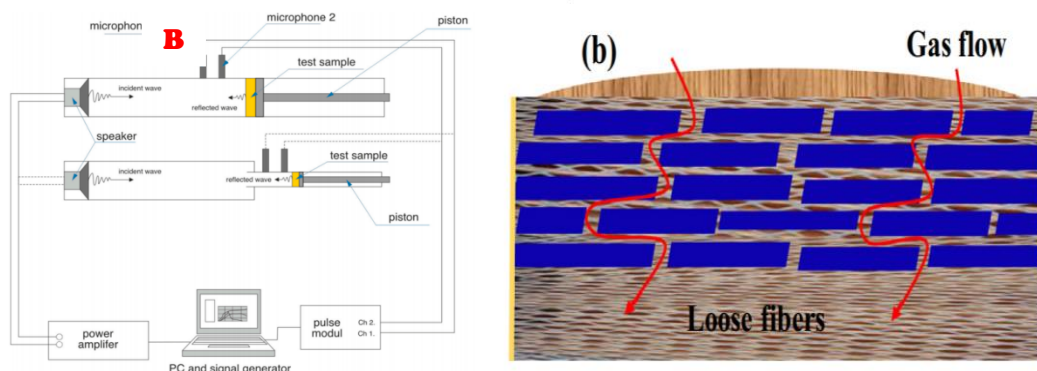 microphon B
microphone 2
piston
test sample
incident wave
reflected wave
speaker
test sample
incident wave
reflected wave
piston
power
amplifer
pulse
modul
Ch 2.
Ch 1.
PC and signal generator
(b)
Gas flow
Loose fibers